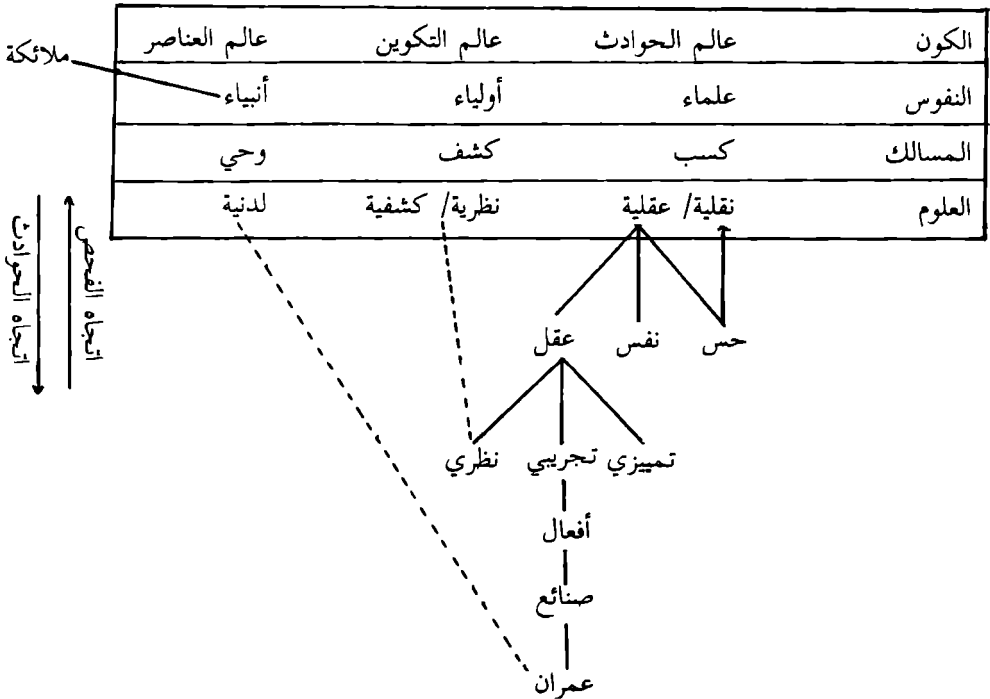 الكون عالم الحوادث عالم التكوين عالم العناصر
ملائكة
النفوس علماء أولياء أنبياء
المسالك كسب كشف وحي
العلوم نقلية/ عقلية نظرية/ كشفية لدنية
اتجاه الفحص
اتجاه الحوادث
حس نفس عقل
تمييزي تجريبي نظري
أفعال
صنائع
عمران